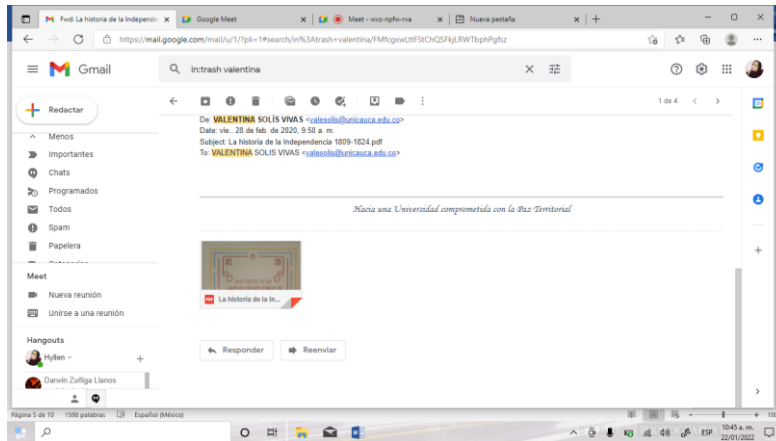 Fwd: La historia de la Independic
Google Meet
Meet - wvz-npfw-rva
Nueva pestaña
https://mail.google.com/mail/u/1/?pli=1#search/in%3Atrash+valentina/FMfcgxwLttFStChQSFkjLRWTbphPgfsz
Gmail
in:trash valentina
Redactar
1 de 4
Menos
Importantes
Chats
Programados
Todos
Spam
Papelera
De: VALENTINA SOLÍS VIVAS <valesolis@unicauca.edu.co>
Date: vie., 28 de feb. de 2020, 9:50 a. m.
Subject: La historia de la Independencia 1809-1824.pdf
To: VALENTINA SOLIS VIVAS <valesolis@unicauca.edu.co>
Hacia una Universidad comprometida con la Paz Territorial
PDF La historia de la In...
Meet
Nueva reunión
Unirse a una reunión
Hangouts
Hyllen
Darwin Zuñiga Llanos
Responder
Reenviar
Página 5 de 10 1598 palabras Español (México)
ESP
10:45 a. m.
22/01/2022